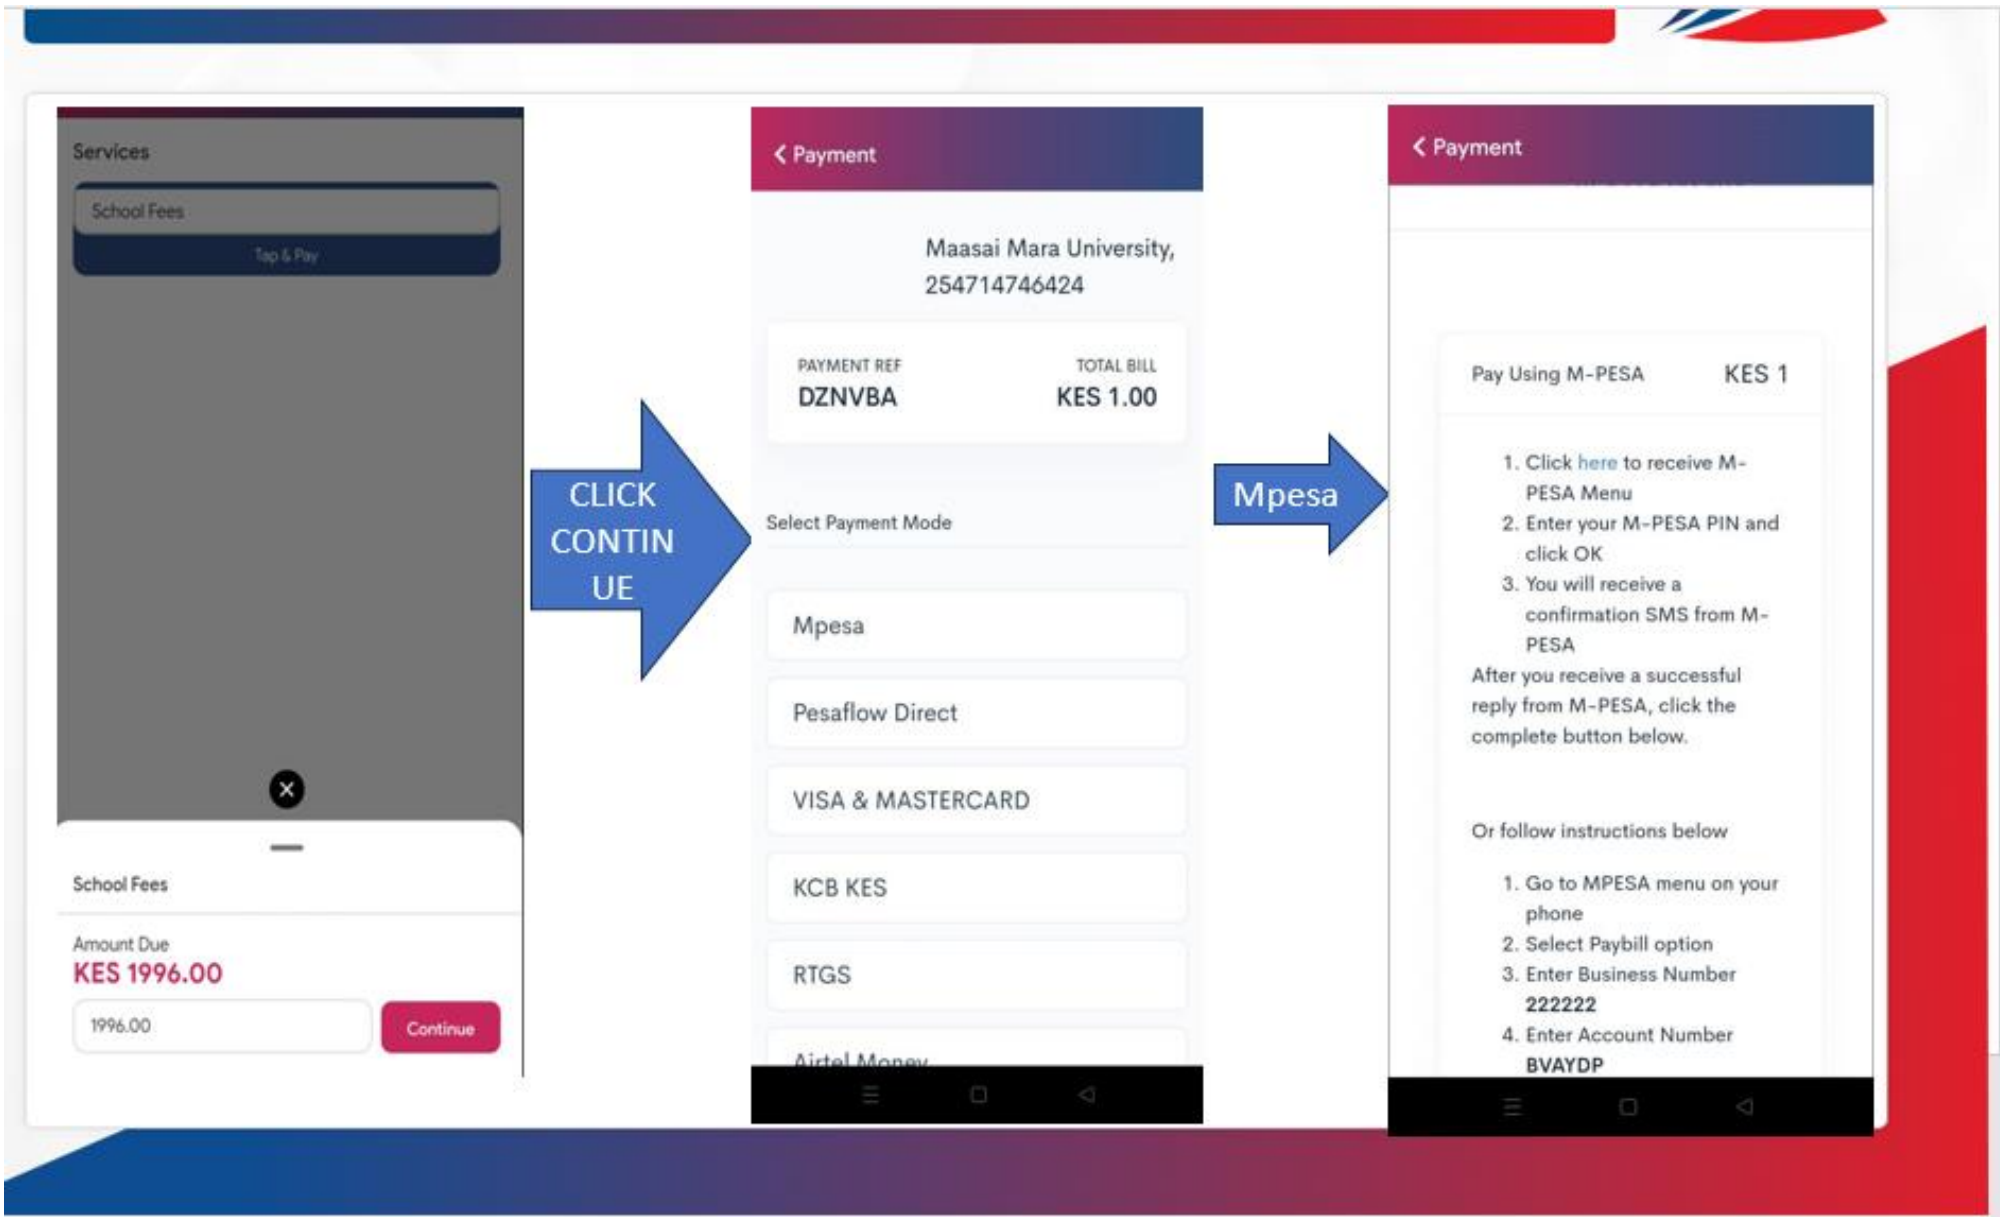 Services
School Fees
Tap & Pay
School Fees
Amount Due
KES 1996.00
1996.00
Continue
CLICK
CONTIN
UE
Payment
Maasai Mara University,
254714746424
PAYMENT REF
TOTAL BILL
DZNVBA
KES 1.00
Select Payment Mode
Mpesa
Pesaflow Direct
VISA & MASTERCARD
KCB KES
RTGS
Airtel Money
Mpesa
Payment
Pay Using M-PESA
KES 1
1. Click here to receive M-
PESA Menu
2. Enter your M-PESA PIN and
click OK
3. You will receive a
confirmation SMS from M-
PESA
After you receive a successful
reply from M-PESA, click the
complete button below.
Or follow instructions below
1. Go to MPESA menu on your
phone
2. Select Paybill option
3. Enter Business Number
222222
4. Enter Account Number
BVAYDP